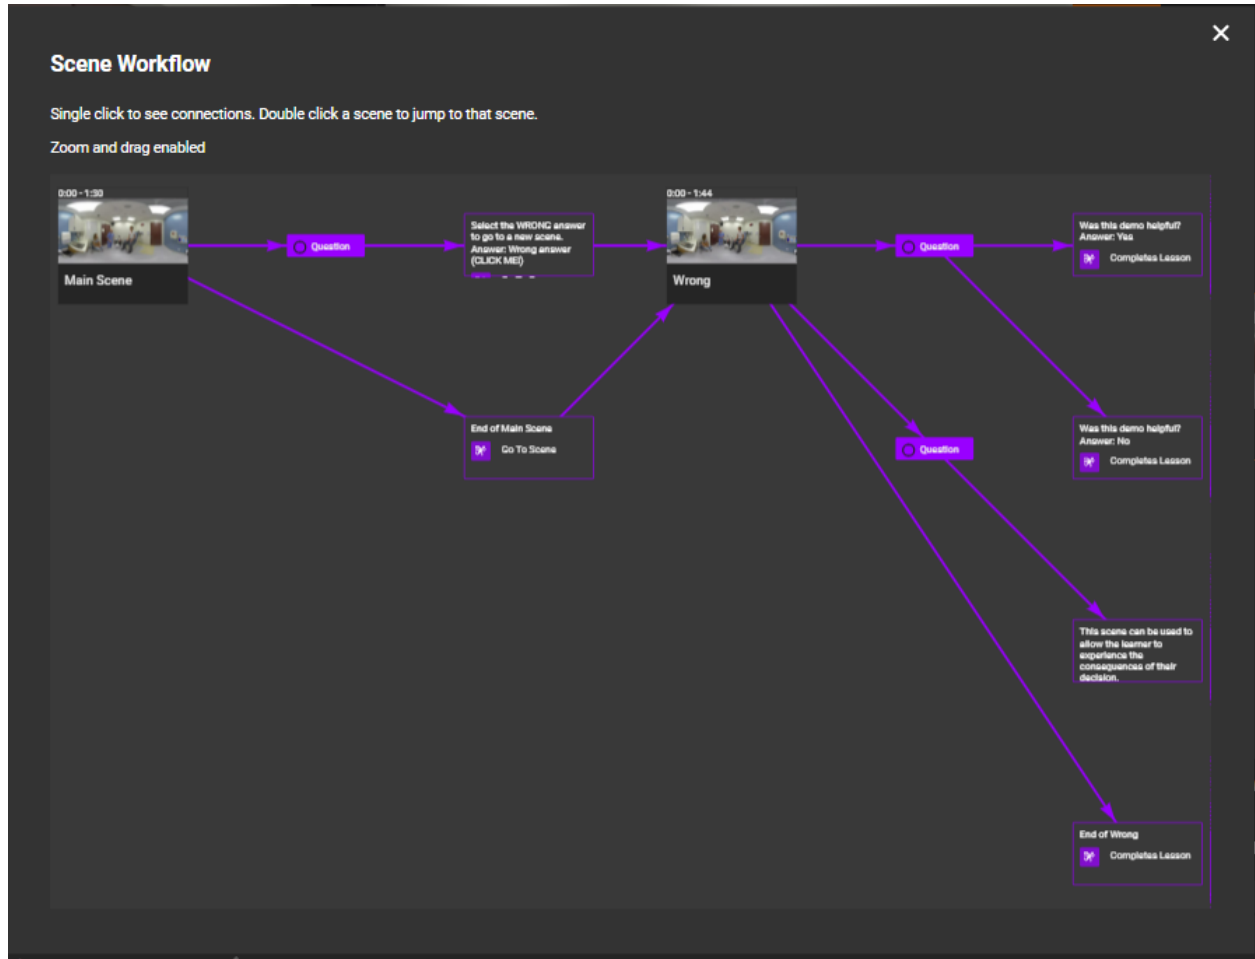 Scene Workflow
Single click to see connections. Double click a scene to jump to that scene.
Zoom and drag enabled
0:00 - 1:30
Main Scene
Question
Select the WRONG answer
to go to a new scene.
Answer: Wrong answer
(CLICK ME!)
End of Main Scene
Go To Scene
0:00 - 1:44
Wrong
Question
Question
Was this demo helpful?
Answer: Yes
Completes Lesson
Was this demo helpful?
Answer: No
Completes Lesson
This scene can be used to
allow the learner to
experience the
consequences of their
decision.
End of Wrong
Completes Lesson